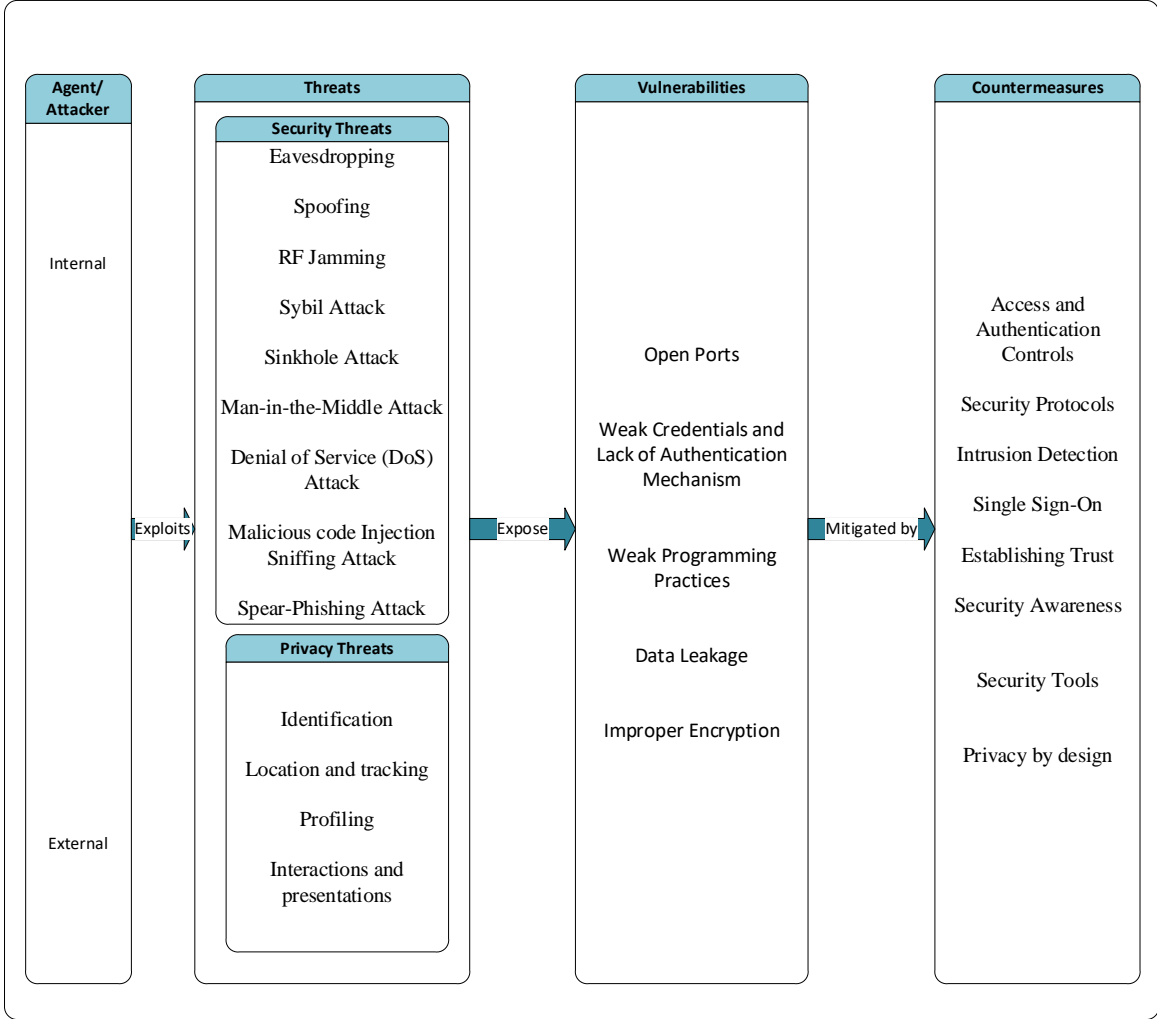 Agent/
Attacker
Internal
External
Exploits
Threats
Security Threats
Eavesdropping
Spoofing
RF Jamming
Sybil Attack
Sinkhole Attack
Man-in-the-Middle Attack
Denial of Service (DoS)
Attack
Malicious code Injection
Sniffing Attack
Spear-Phishing Attack
Privacy Threats
Identification
Location and tracking
Profiling
Interactions and
presentations
Expose
Vulnerabilities
Open Ports
Weak Credentials and
Lack of Authentication
Mechanism
Weak Programming
Practices
Data Leakage
Improper Encryption
Mitigated by
Countermeasures
Access and
Authentication
Controls
Security Protocols
Intrusion Detection
Single Sign-On
Establishing Trust
Security Awareness
Security Tools
Privacy by design